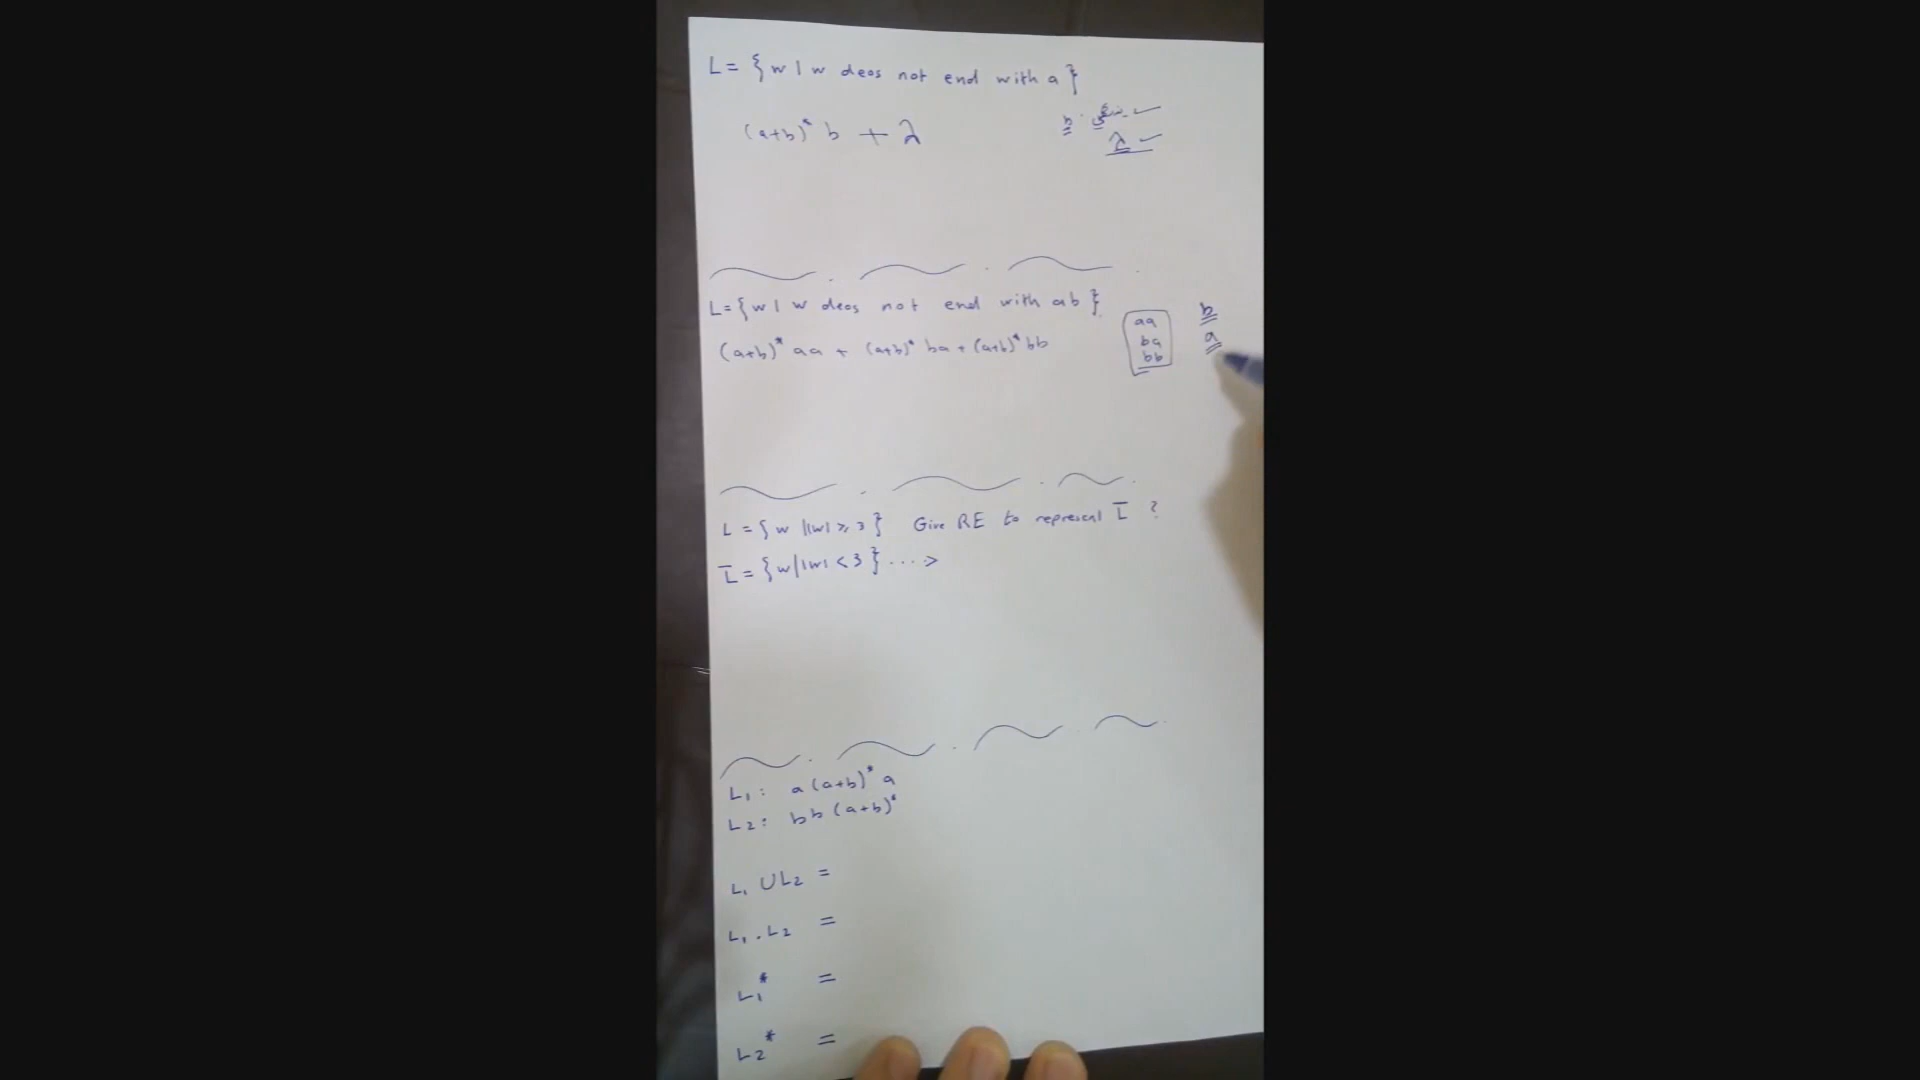 L = { w | w deos not end with a }
(a+b)* b + λ
b
λ
L = { w | w deos not end with ab }
(a+b)* aa + (a+b)* ba + (a+b)* bb
aa
ba
bb
b
a
L = { w | |w| ⩾ 3 } Give RE to represent L̅ ?
L̅ = { w | |w| < 3 } ....>
L₁ : a (a+b)* a
L₂ : bb (a+b)*
L₁ ∪ L₂ =
L₁ . L₂ =
L₁* =
L₂* =